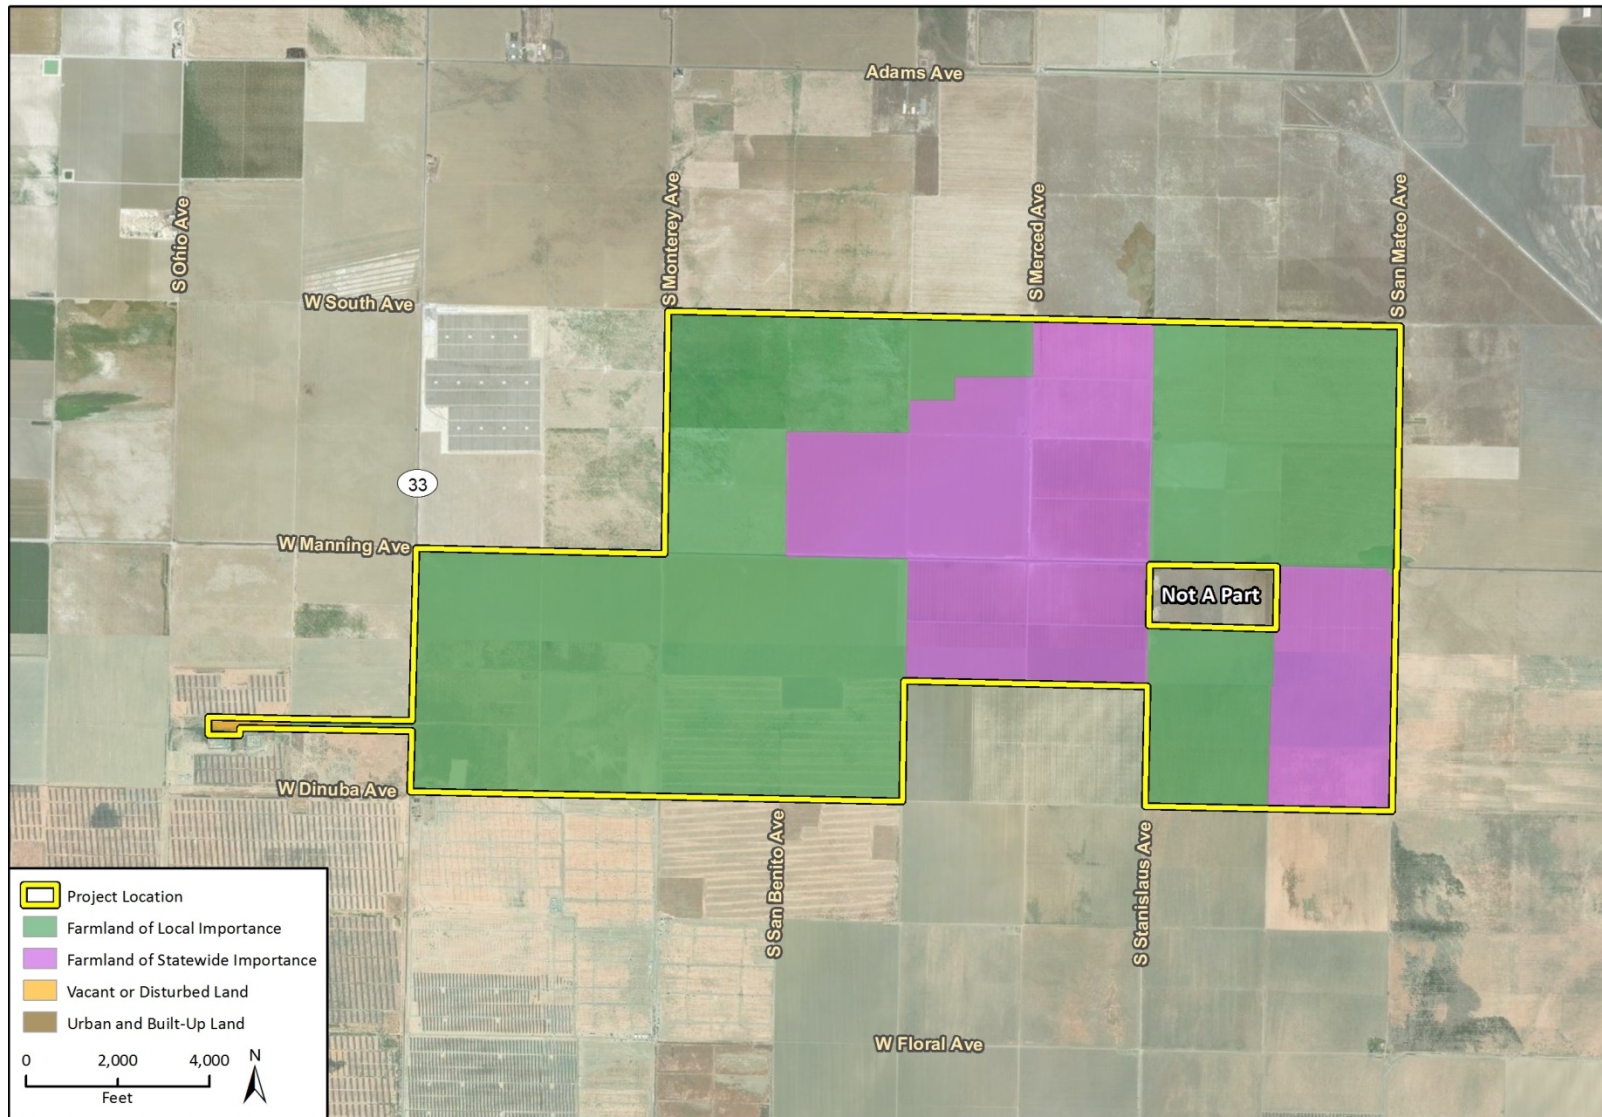 Adams Ave
S Ohio Ave
S Monterey Ave
S Merced Ave
S San Mateo Ave
W South Ave
33
W Manning Ave
Not A Part
W Dinuba Ave
S San Benito Ave
S Stanislaus Ave
W Floral Ave
Project Location
Farmland of Local Importance
Farmland of Statewide Importance
Vacant or Disturbed Land
Urban and Built-Up Land
0 2,000 4,000
Feet
N